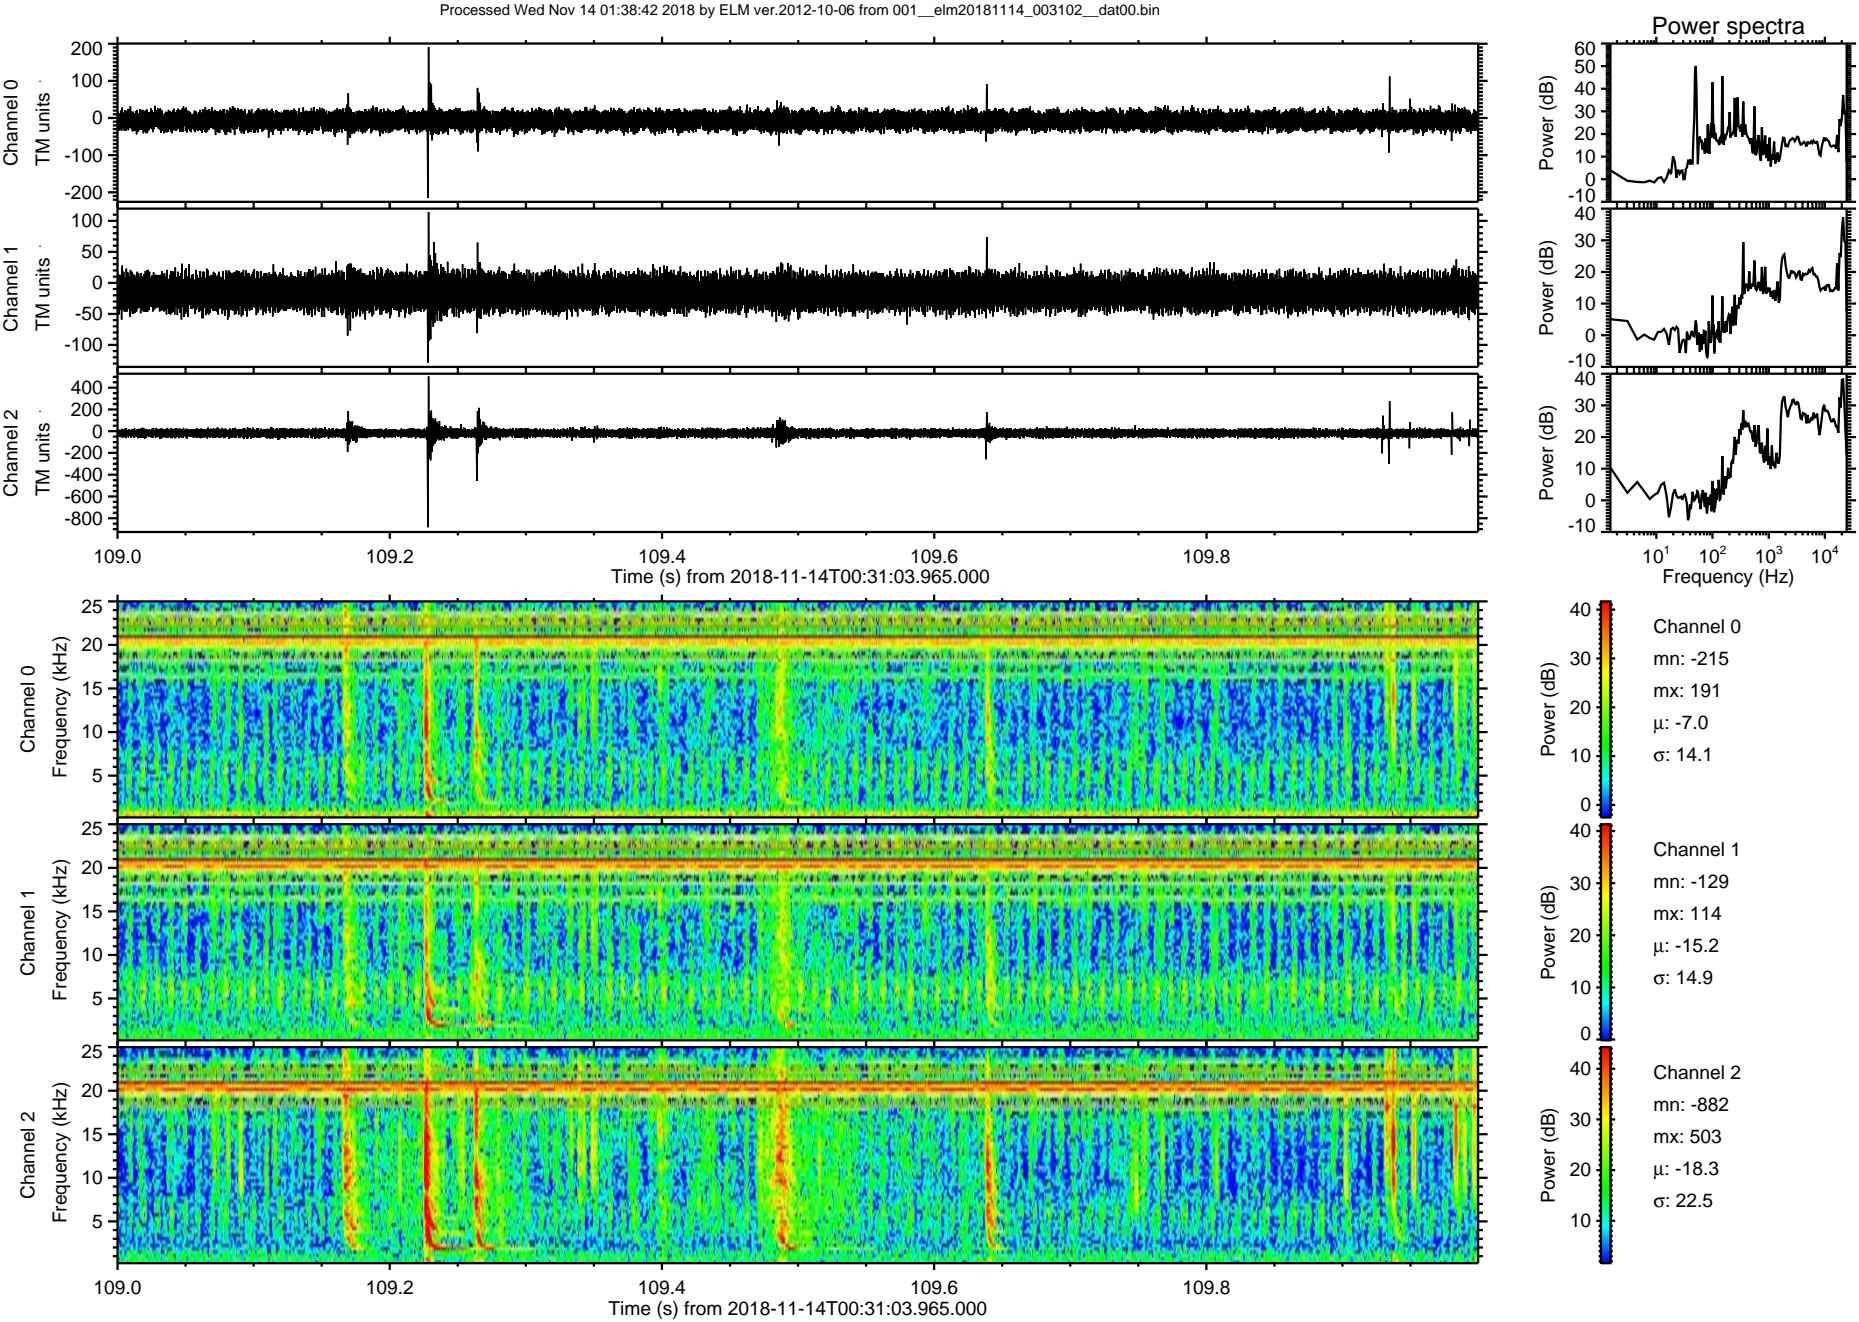 Processed Wed Nov 14 01:38:42 2018 by ELM ver.2012-10-06 from 001__elm20181114_003102__dat00.bin
Power spectra
Channel 0
TM units
200
100
0
-100
-200
Power (dB)
60
50
40
30
20
10
0
-10
Channel 1
TM units
100
50
0
-50
-100
Power (dB)
40
30
20
10
0
-10
Channel 2
TM units
400
200
0
-200
-400
-600
-800
Power (dB)
40
30
20
10
0
-10
109.0 109.2 109.4 109.6 109.8
Time (s) from 2018-11-14T00:31:03.965.000
10¹ 10² 10³ 10⁴
Frequency (Hz)
Channel 0
Frequency (kHz)
25
20
15
10
5
Power (dB)
40
30
20
10
0
Channel 0
mn: -215
mx: 191
μ: -7.0
σ: 14.1
Channel 1
Frequency (kHz)
25
20
15
10
5
Power (dB)
40
30
20
10
0
Channel 1
mn: -129
mx: 114
μ: -15.2
σ: 14.9
Channel 2
Frequency (kHz)
25
20
15
10
5
Power (dB)
40
30
20
10
Channel 2
mn: -882
mx: 503
μ: -18.3
σ: 22.5
109.0 109.2 109.4 109.6 109.8
Time (s) from 2018-11-14T00:31:03.965.000